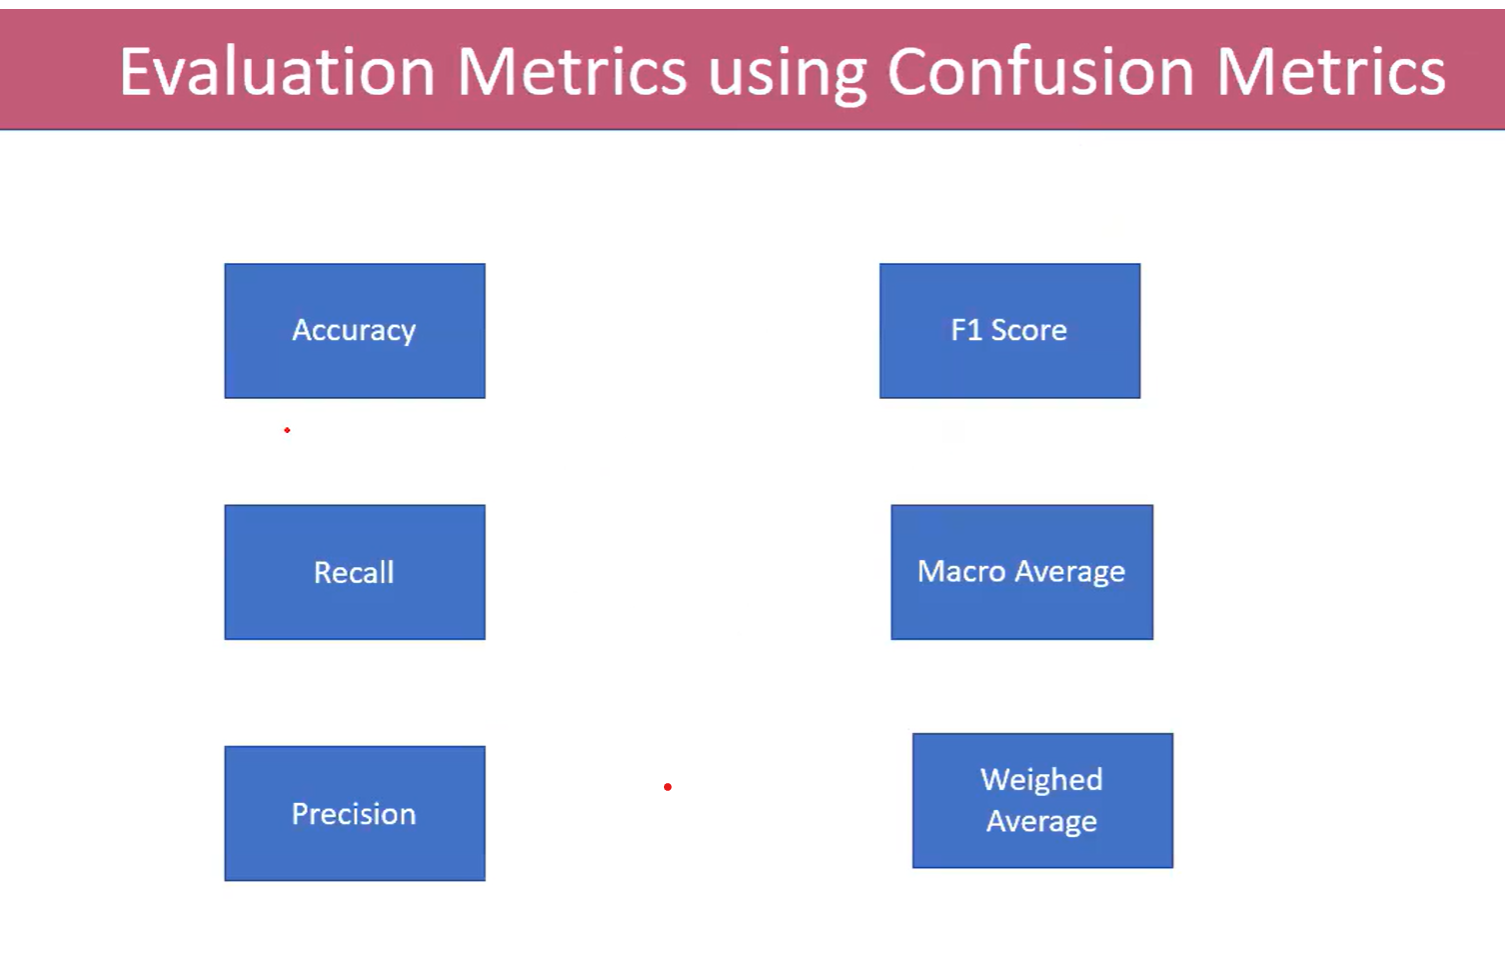 Evaluation Metrics using Confusion Metrics
Accuracy
F1 Score
Recall
Macro Average
Precision
Weighed
Average